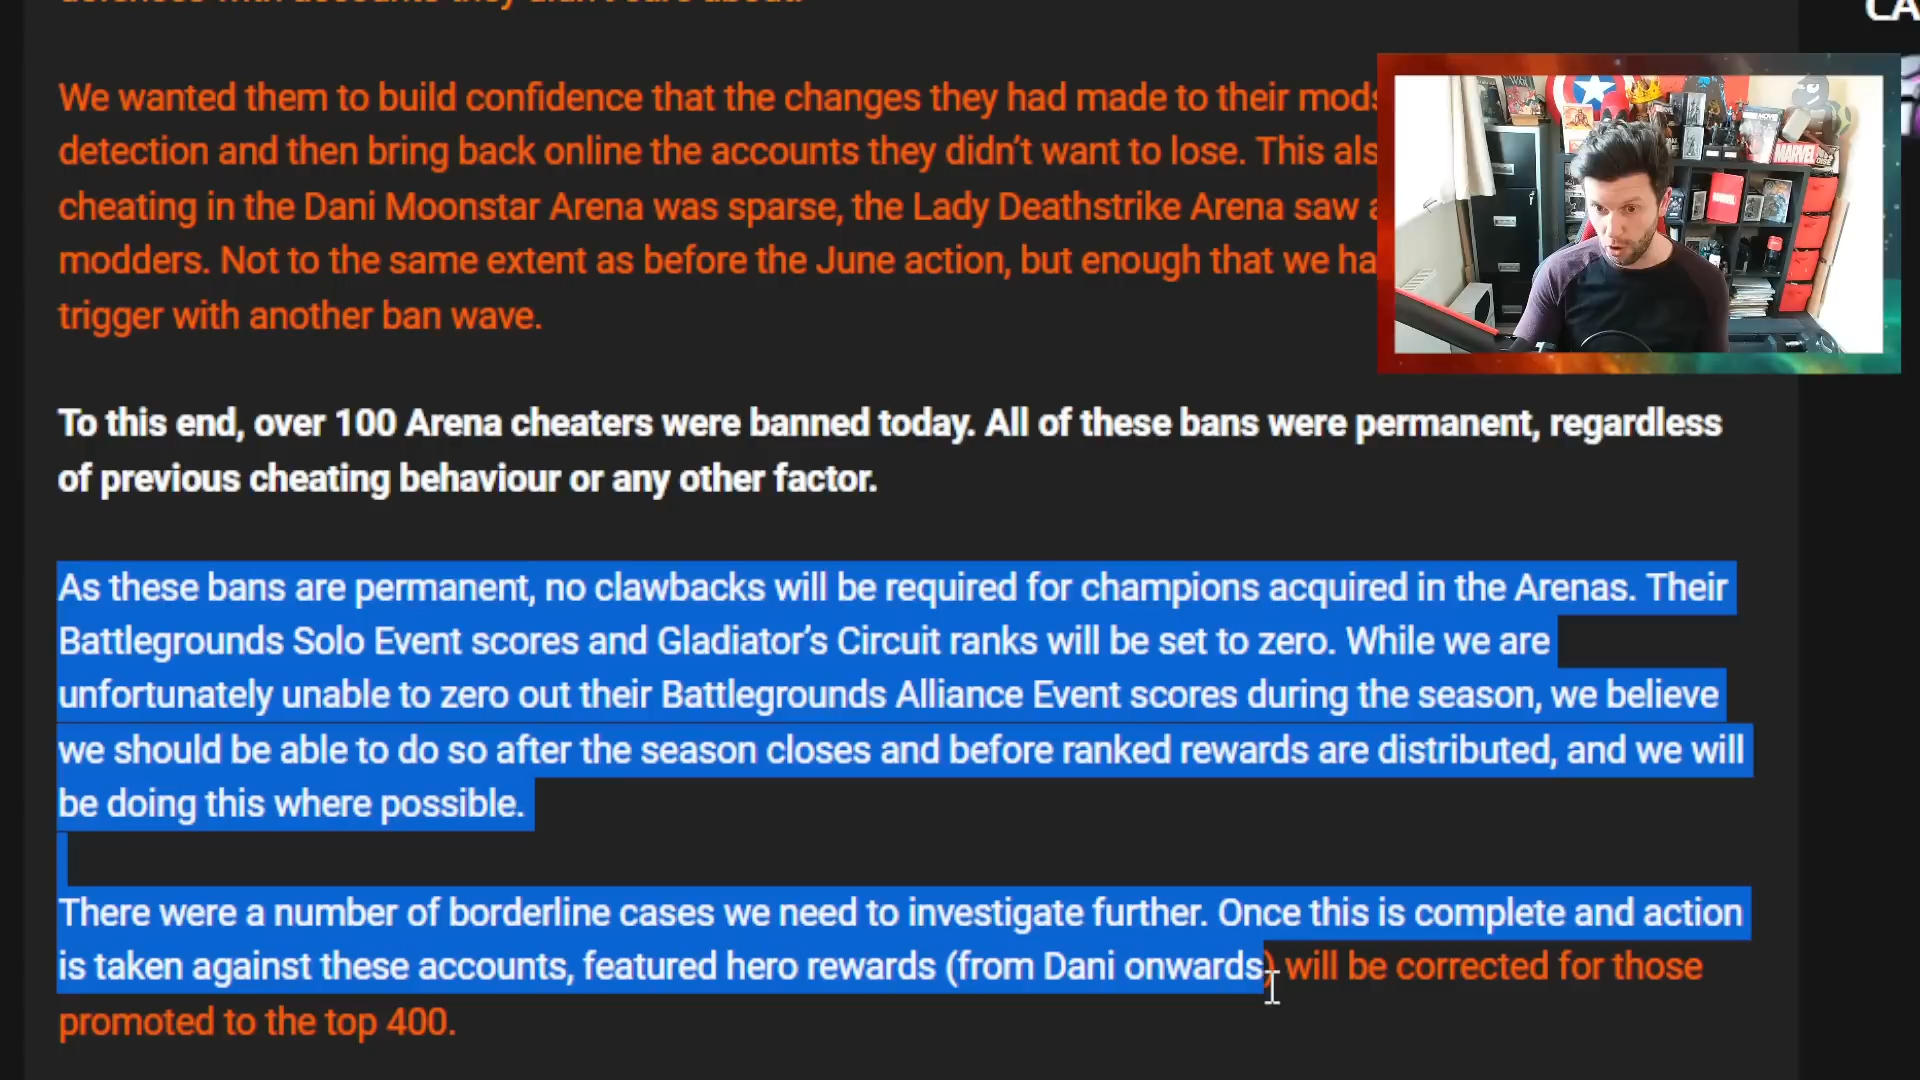 CA
We wanted them to build confidence that the changes they had made to their mods
detection and then bring back online the accounts they didn't want to lose. This als
cheating in the Dani Moonstar Arena was sparse, the Lady Deathstrike Arena saw a
modders. Not to the same extent as before the June action, but enough that we ha
trigger with another ban wave.
MARVEL
To this end, over 100 Arena cheaters were banned today. All of these bans were permanent, regardless
of previous cheating behaviour or any other factor.
As these bans are permanent, no clawbacks will be required for champions acquired in the Arenas. Their
Battlegrounds Solo Event scores and Gladiator's Circuit ranks will be set to zero. While we are
unfortunately unable to zero out their Battlegrounds Alliance Event scores during the season, we believe
we should be able to do so after the season closes and before ranked rewards are distributed, and we will
be doing this where possible.
There were a number of borderline cases we need to investigate further. Once this is complete and action
is taken against these accounts, featured hero rewards (from Dani onwards) will be corrected for those
promoted to the top 400.